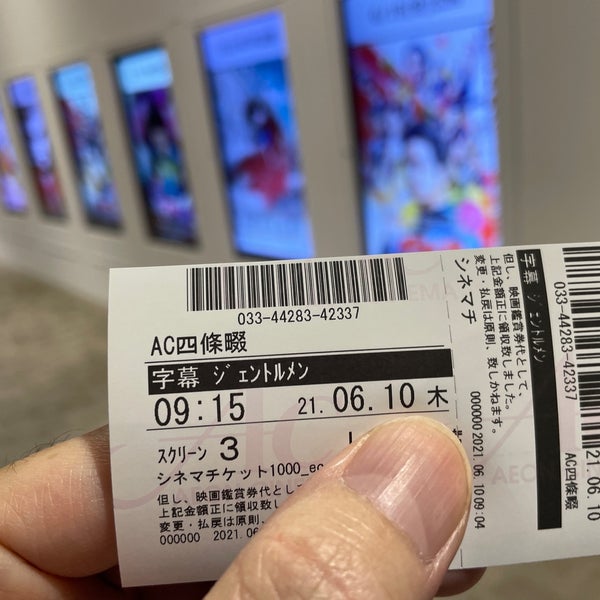 033-44283-42337
AC四條畷
字幕 ジェントルメン
09:15 21.06.10 木
スクリーン 3
シネマチケット1000_
但し、映画鑑賞券代として
上記金額正に領収致し
変更・払戻は原則、
000000 2021.
シネマチ
但し、映画鑑賞券代として、
上記金額正に領収致しました。
変更・払戻は原則、致しかねます。
000000 2021.06.10 09:04
字幕 ジェントルメン
033-44283-42337
21.06.10
AC四條畷